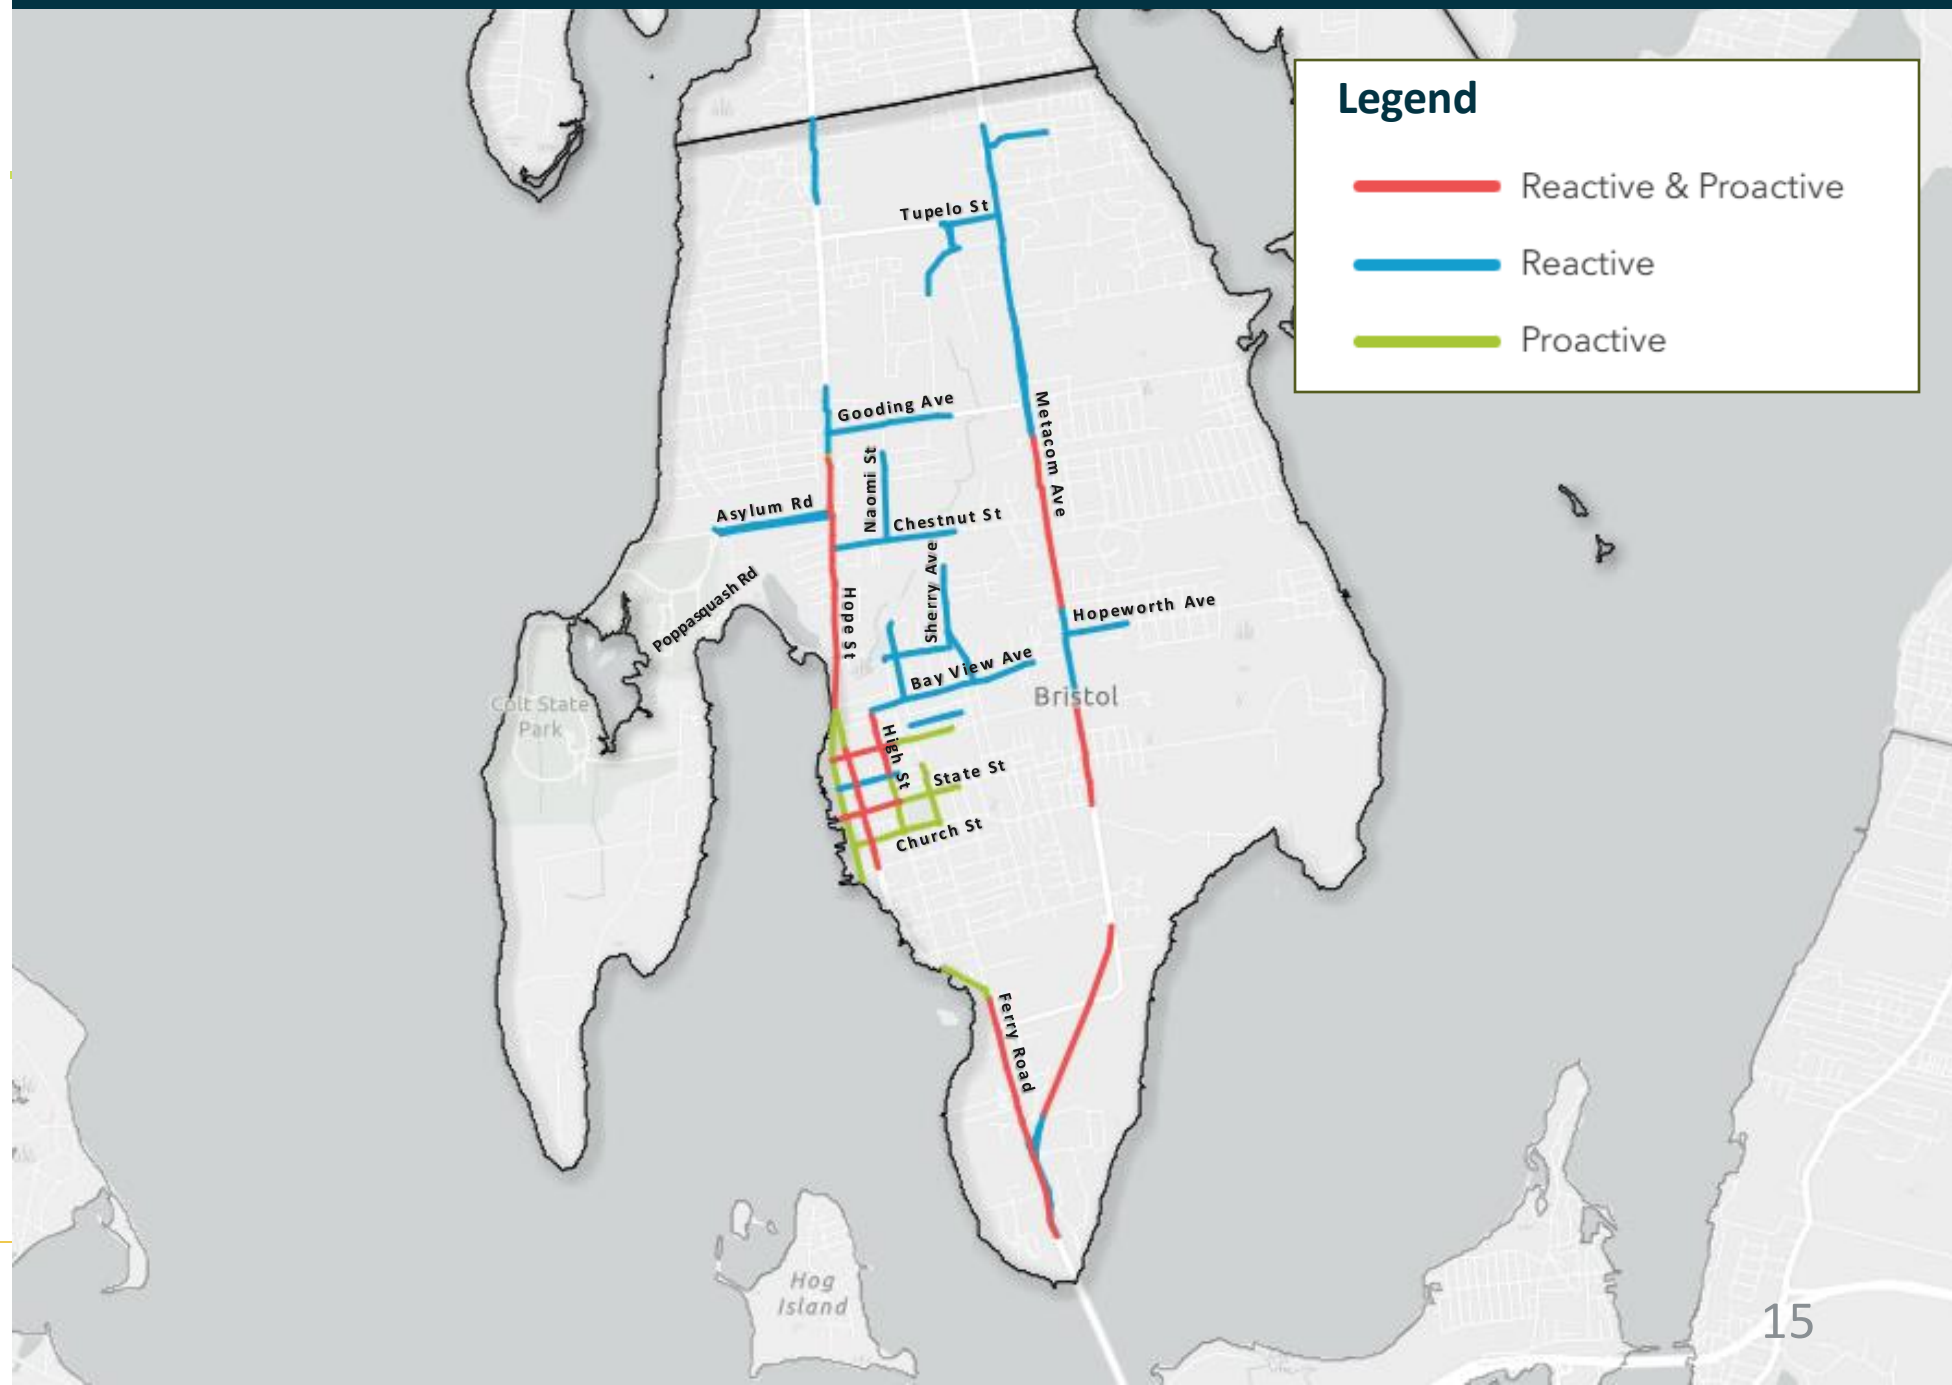 Legend
Reactive & Proactive
Reactive
Proactive
Tupelo St
Gooding Ave
Metacom Ave
Naomi St
Asylum Rd
Chestnut St
Sherry Ave
Poppasquash Rd
Hope St
Hopeworth Ave
Bay View Ave
Bristol
Colt State
Park
High St
State St
Church St
Ferry Road
Hog
Island
15